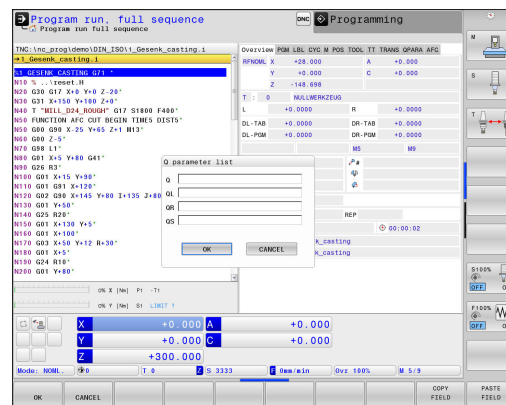 Program run, full sequence
Program run full sequence
DNC
Programming
TNC:\nc_prog\demo\DIN_ISO\1_Gesenk_casting.i
→1_Gesenk_casting.i
%1_GESENK_CASTING G71 *
N10 % ..\reset.H
N20 G30 G17 X+0 Y+0 Z-20*
N30 G31 X+150 Y+100 Z+0*
N40 T "MILL_D24_ROUGH" G17 S1800 F400*
N50 FUNCTION AFC CUT BEGIN TIME5 DIST5*
N50 G00 G90 X-25 Y+65 Z+1 M13*
N60 G00 Z-5*
N70 G98 L1*
N80 G01 X+5 Y+80 G41*
N90 G26 R3*
N100 G01 X+15 Y+90*
N110 G01 G91 X+120*
N120 G02 G90 X+145 Y+80 I+135 J+80
N130 G01 Y+50*
N140 G25 R20*
N150 G01 X+130 Y+5*
N160 G01 X+100*
N170 G03 X+50 Y+12 R+30*
N180 G01 X+5*
N190 G24 R10*
N200 G01 Y+80*
0% X [Nm] P1 -T1
0% Y [Nm] S1 LIMIT 1
Overview PGM LBL CYC M POS TOOL TT TRANS QPARA AFC
RFNOML X +28.000 A +0.000
Y +0.000 C +0.000
Z -148.698
T : 0 NULLWERKZEUG
L +0.0000 R +0.0000
DL-TAB +0.0000 DR-TAB +0.0000
DL-PGM +0.0000 DR-PGM +0.0000
M5 M9
REP
00:00:02
k_casting
k_casting
Q parameter list
Q
QL
QR
QS
OK
CANCEL
X +0.000 A +0.000
Y +0.000 C +0.000
Z +300.000
Mode: NOML. 0 T 0 Z S 3333 F 0mm/min Ovr 100% M 5/9
M
S
T
S100%
OFF
F100%
OFF
OK
CANCEL
COPY FIELD
PASTE FIELD